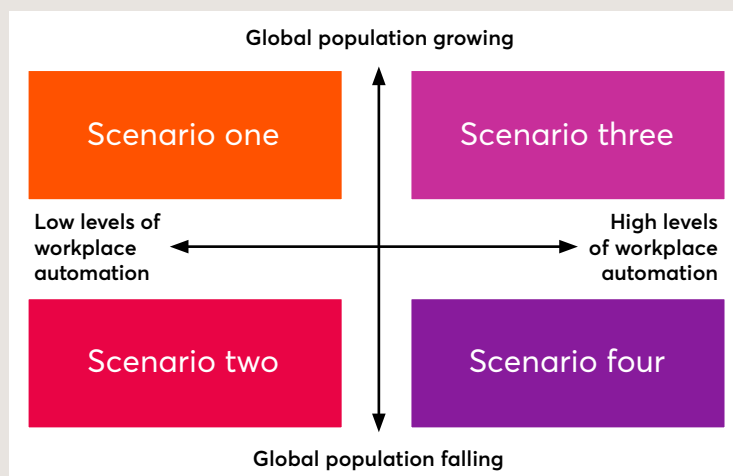 Global population growing
Scenario one
Scenario three
Low levels of
workplace
automation
High levels
of workplace
automation
Scenario two
Scenario four
Global population falling